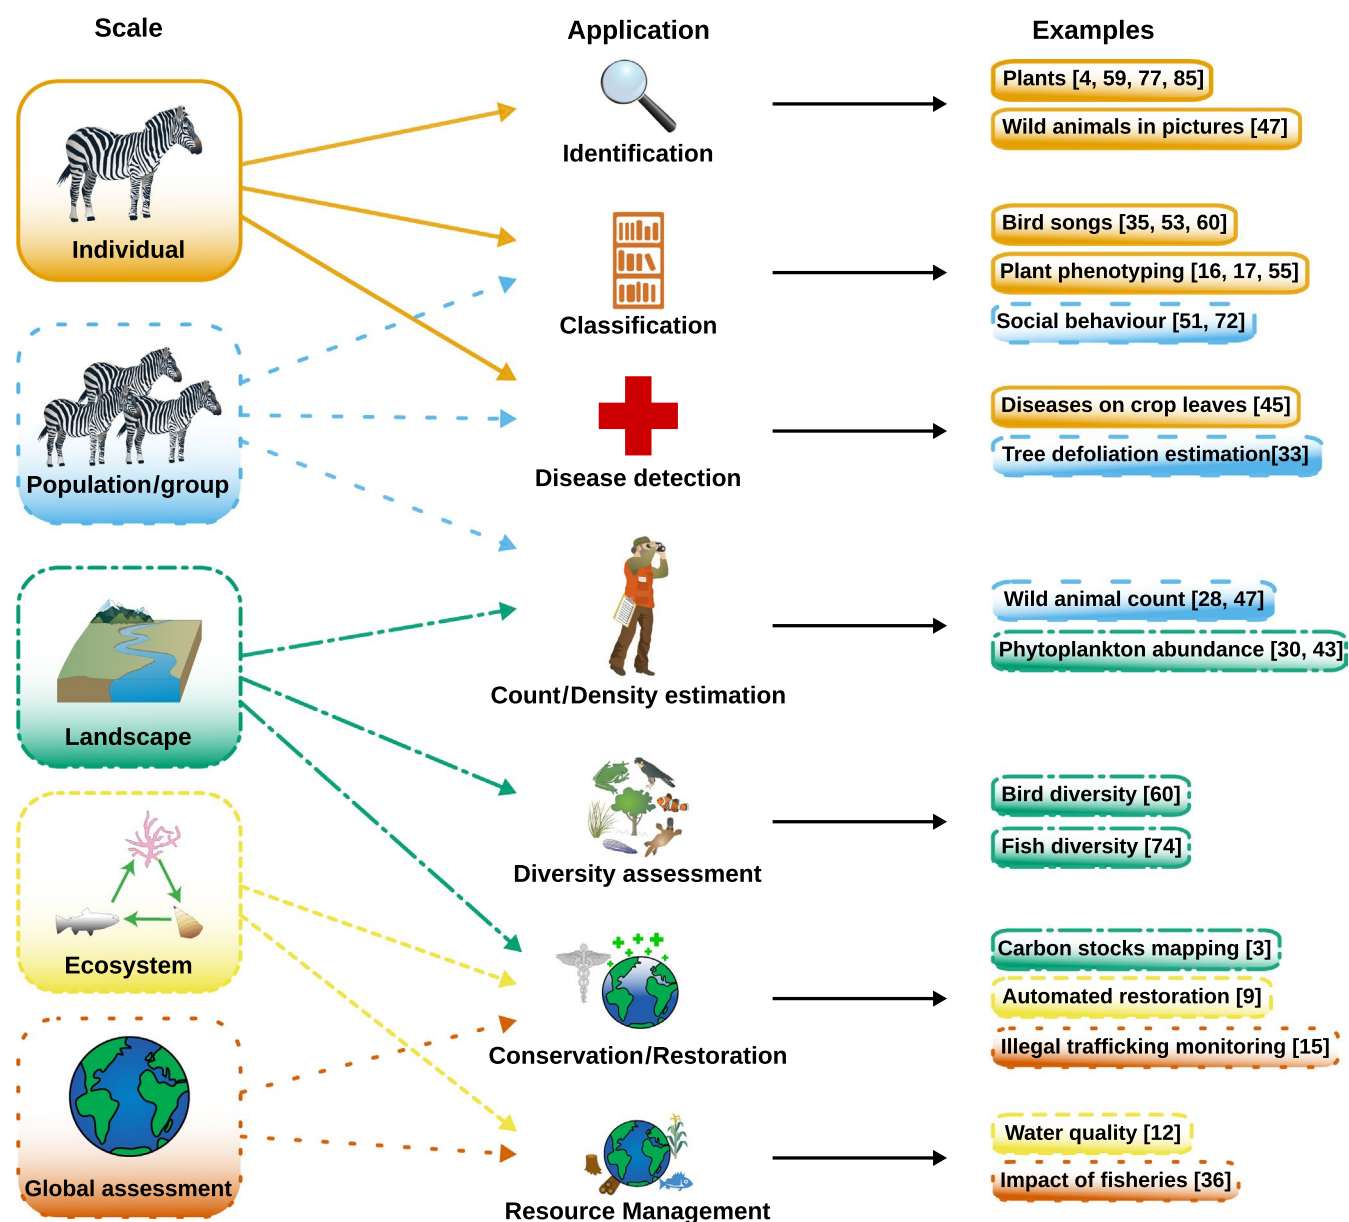 Scale
Application
Examples
Individual
Population/group
Landscape
Ecosystem
Global assessment
Identification
Classification
Disease detection
Count/Density estimation
Diversity assessment
Conservation/Restoration
Resource Management
Plants [4, 59, 77, 85]
Wild animals in pictures [47]
Bird songs [35, 53, 60]
Plant phenotyping [16, 17, 55]
Social behaviour [51, 72]
Diseases on crop leaves [45]
Tree defoliation estimation[33]
Wild animal count [28, 47]
Phytoplankton abundance [30, 43]
Bird diversity [60]
Fish diversity [74]
Carbon stocks mapping [3]
Automated restoration [9]
Illegal trafficking monitoring [15]
Water quality [12]
Impact of fisheries [36]